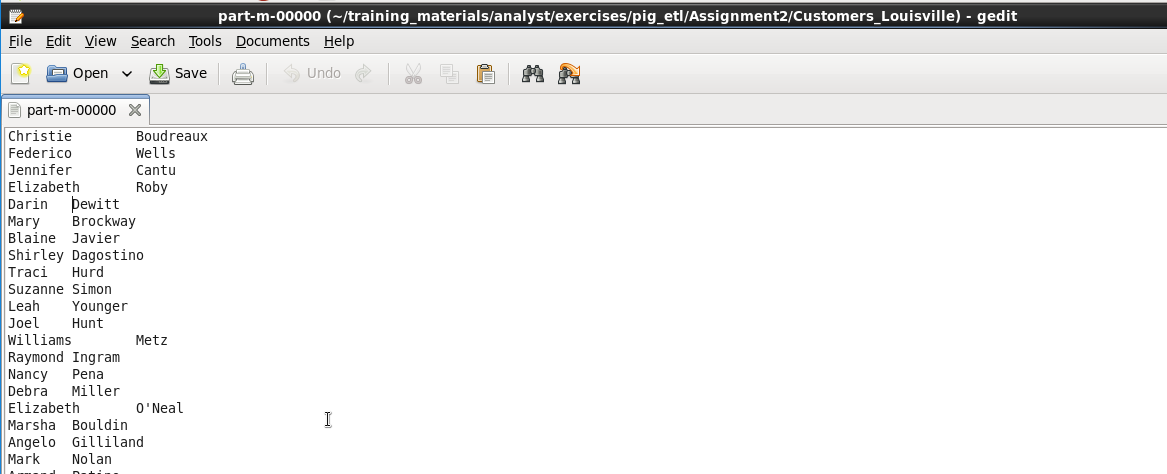 part-m-00000 (~/training_materials/analyst/exercises/pig_etl/Assignment2/Customers_Louisville) - gedit
File Edit View Search Tools Documents Help
Open Save Undo
part-m-00000
Christie Boudreaux
Federico Wells
Jennifer Cantu
Elizabeth Roby
Darin Dewitt
Mary Brockway
Blaine Javier
Shirley Dagostino
Traci Hurd
Suzanne Simon
Leah Younger
Joel Hunt
Williams Metz
Raymond Ingram
Nancy Pena
Debra Miller
Elizabeth O'Neal
Marsha Bouldin
Angelo Gilliland
Mark Nolan